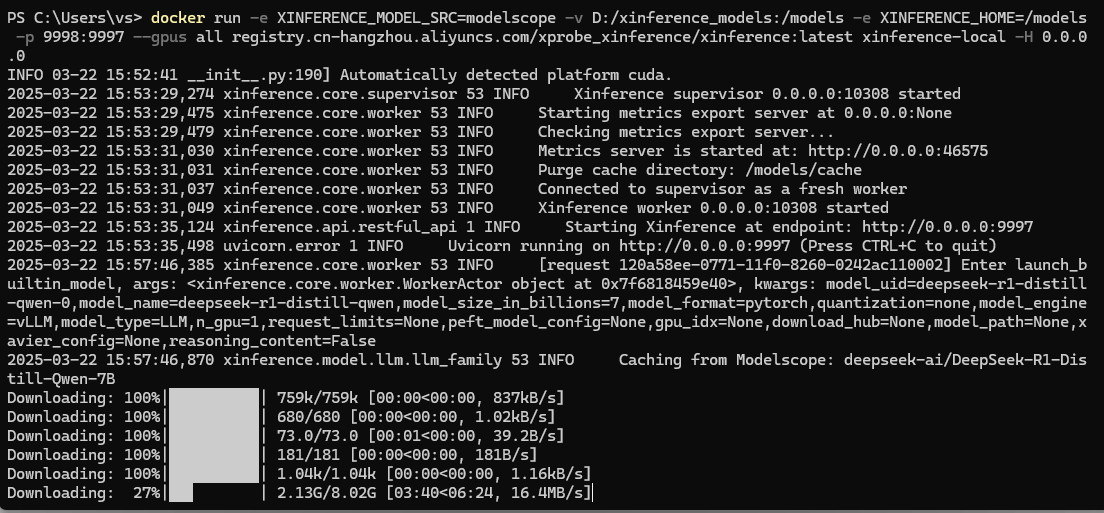 PS C:\Users\vs> docker run -e XINFERENCE_MODEL_SRC=modelscope -v D:/xinference_models:/models -e XINFERENCE_HOME=/models
 -p 9998:9997 --gpus all registry.cn-hangzhou.aliyuncs.com/xprobe_xinference/xinference:latest xinference-local -H 0.0.0
.0
INFO 03-22 15:52:41 __init__.py:190] Automatically detected platform cuda.
2025-03-22 15:53:29,274 xinference.core.supervisor 53 INFO     Xinference supervisor 0.0.0.0:10308 started
2025-03-22 15:53:29,475 xinference.core.worker 53 INFO     Starting metrics export server at 0.0.0.0:None
2025-03-22 15:53:29,479 xinference.core.worker 53 INFO     Checking metrics export server...
2025-03-22 15:53:31,030 xinference.core.worker 53 INFO     Metrics server is started at: http://0.0.0.0:46575
2025-03-22 15:53:31,031 xinference.core.worker 53 INFO     Purge cache directory: /models/cache
2025-03-22 15:53:31,037 xinference.core.worker 53 INFO     Connected to supervisor as a fresh worker
2025-03-22 15:53:31,049 xinference.core.worker 53 INFO     Xinference worker 0.0.0.0:10308 started
2025-03-22 15:53:35,124 xinference.api.restful_api 1 INFO     Starting Xinference at endpoint: http://0.0.0.0:9997
2025-03-22 15:53:35,498 uvicorn.error 1 INFO     Uvicorn running on http://0.0.0.0:9997 (Press CTRL+C to quit)
2025-03-22 15:57:46,385 xinference.core.worker 53 INFO     [request 120a58ee-0771-11f0-8260-0242ac110002] Enter launch_b
uiltin_model, args: <xinference.core.worker.WorkerActor object at 0x7f6818459e40>, kwargs: model_uid=deepseek-r1-distill
-qwen-0,model_name=deepseek-r1-distill-qwen,model_size_in_billions=7,model_format=pytorch,quantization=none,model_engine
=vLLM,model_type=LLM,n_gpu=1,request_limits=None,peft_model_config=None,gpu_idx=None,download_hub=None,model_path=None,x
avier_config=None,reasoning_content=False
2025-03-22 15:57:46,870 xinference.model.llm.llm_family 53 INFO     Caching from Modelscope: deepseek-ai/DeepSeek-R1-Dis
till-Qwen-7B
Downloading: 100%|██████████| 759k/759k [00:00<00:00, 837kB/s]
Downloading: 100%|██████████| 680/680 [00:00<00:00, 1.02kB/s]
Downloading: 100%|██████████| 73.0/73.0 [00:01<00:00, 39.2B/s]
Downloading: 100%|██████████| 181/181 [00:00<00:00, 181B/s]
Downloading: 100%|██████████| 1.04k/1.04k [00:00<00:00, 1.16kB/s]
Downloading:  27%|██▋       | 2.13G/8.02G [03:40<06:24, 16.4MB/s]